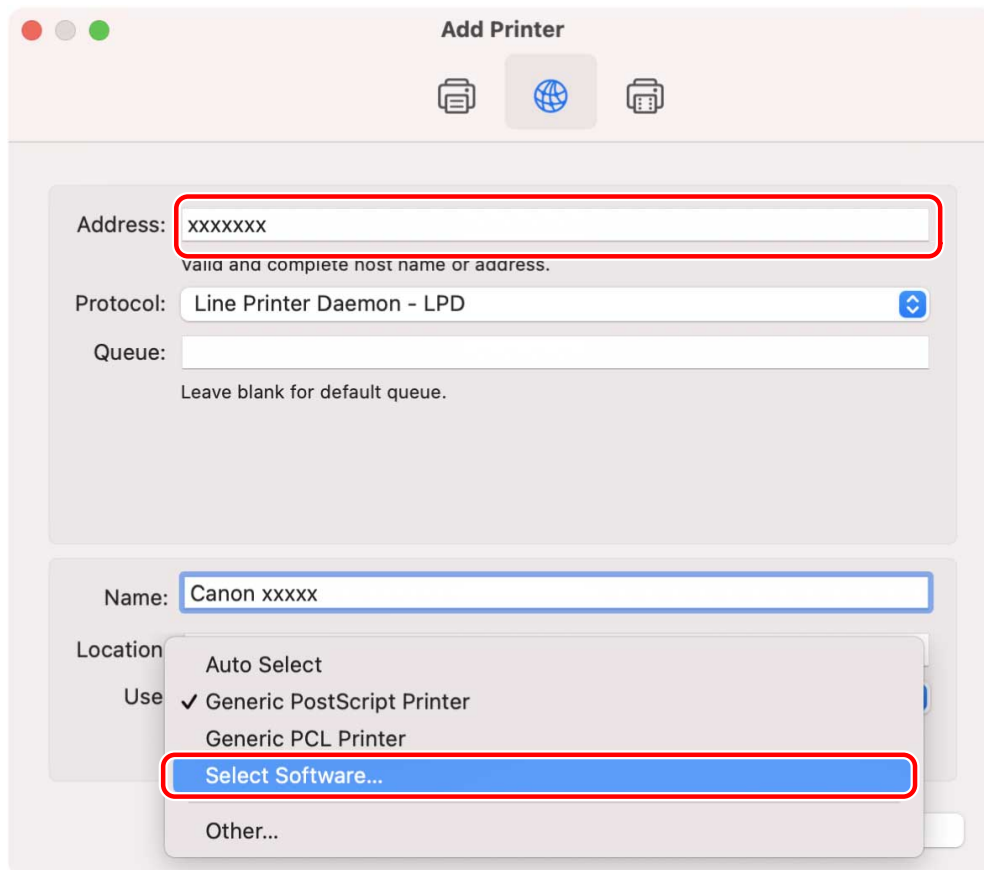 Add Printer
Address: xxxxxxx
Valid and complete host name or address.
Protocol: Line Printer Daemon - LPD
Queue:
Leave blank for default queue.
Name: Canon xxxxx
Location
Auto Select
Use ✓ Generic PostScript Printer
Generic PCL Printer
Select Software...
Other...